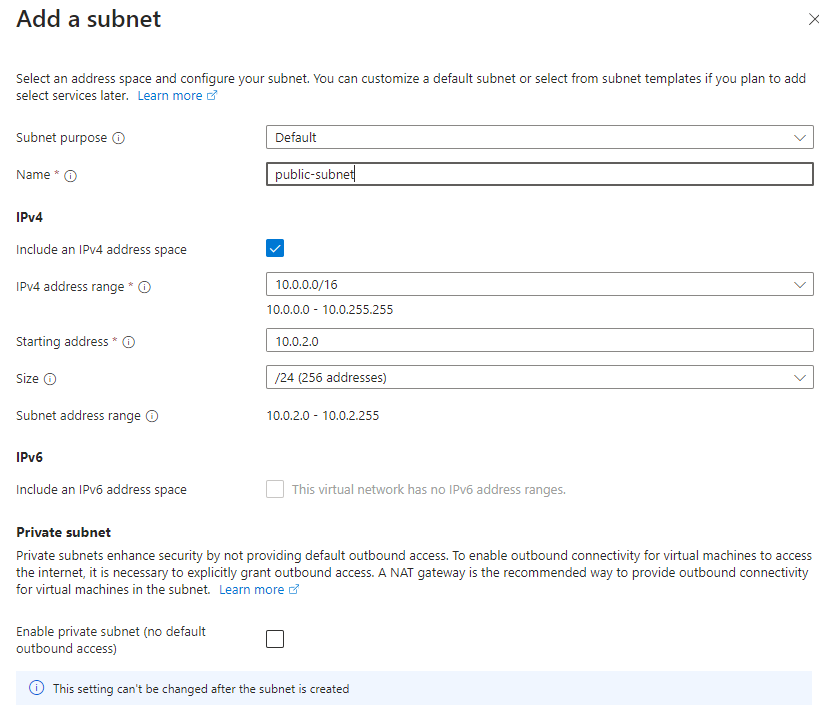 Add a subnet
Select an address space and configure your subnet. You can customize a default subnet or select from subnet templates if you plan to add
select services later. Learn more
Subnet purpose
Default
Name *
public-subnet
IPv4
Include an IPv4 address space
IPv4 address range *
10.0.0.0/16
10.0.0.0 - 10.0.255.255
Starting address *
10.0.2.0
Size
/24 (256 addresses)
Subnet address range
10.0.2.0 - 10.0.2.255
IPv6
Include an IPv6 address space
This virtual network has no IPv6 address ranges.
Private subnet
Private subnets enhance security by not providing default outbound access. To enable outbound connectivity for virtual machines to access
the internet, it is necessary to explicitly grant outbound access. A NAT gateway is the recommended way to provide outbound connectivity
for virtual machines in the subnet. Learn more
Enable private subnet (no default
outbound access)
This setting can't be changed after the subnet is created